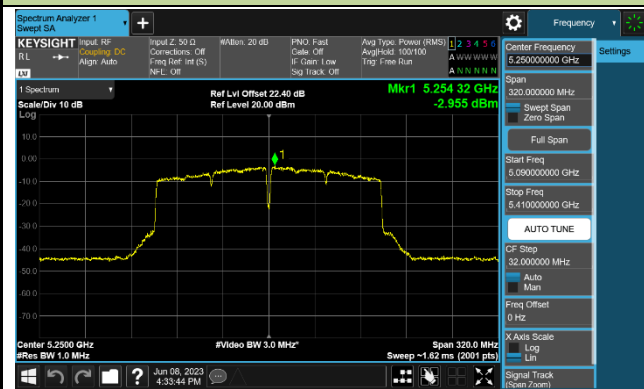 Spectrum Analyzer 1
Swept SA
Frequency
KEYSIGHT
RL
LXI
Input: RF
Coupling: DC
Align: Auto
Input Z: 50 Ω
Corrections: Off
Freq Ref: Int (S)
NFE: Off
#Atten: 20 dB
PNO: Fast
Gate: Off
IF Gain: Low
Sig Track: Off
Avg Type: Power (RMS)
Avg|Hold: 100/100
Trig: Free Run
1 2 3 4 5 6
A W W W W W
A N N N N N
1 Spectrum
Scale/Div 10 dB
Log
Ref Lvl Offset 22.40 dB
Ref Level 20.00 dBm
Mkr1 5.254 32 GHz
-2.955 dBm
1
10.0
0.00
-10.0
-20.0
-30.0
-40.0
-50.0
-60.0
-70.0
Center 5.2500 GHz
#Res BW 1.0 MHz
#Video BW 3.0 MHz*
Span 320.0 MHz
Sweep ~1.62 ms (2001 pts)
Jun 08, 2023
4:33:44 PM
Center Frequency
5.250000000 GHz
Settings
Span
320.000000 MHz
Swept Span
Zero Span
Full Span
Start Freq
5.090000000 GHz
Stop Freq
5.410000000 GHz
AUTO TUNE
CF Step
32.000000 MHz
Auto
Man
Freq Offset
0 Hz
X Axis Scale
Log
Lin
Signal Track
(Span Zoom)